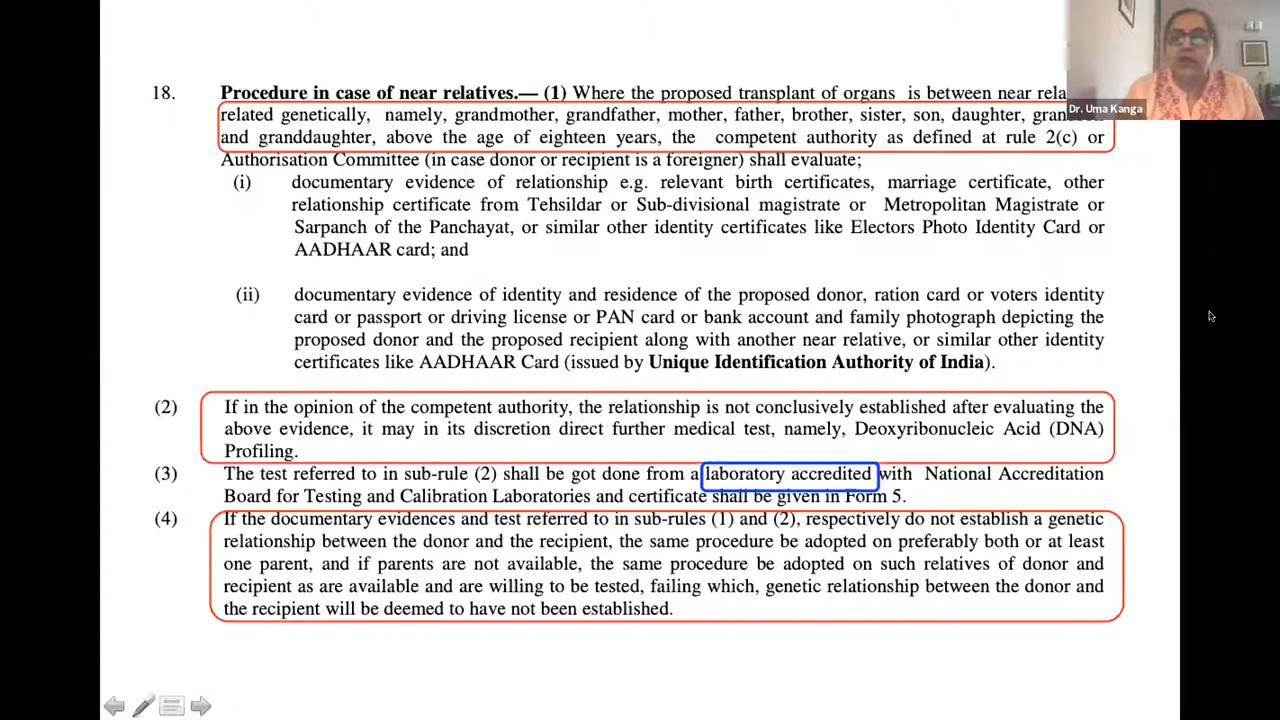 18. Procedure in case of near relatives.— (1) Where the proposed transplant of organs is between near rela
related genetically, namely, grandmother, grandfather, mother, father, brother, sister, son, daughter,
and granddaughter, above the age of eighteen years, the competent authority as defined at rule 2(c) or
Authorisation Committee (in case donor or recipient is a foreigner) shall evaluate;
(i) documentary evidence of relationship e.g. relevant birth certificates, marriage certificate, other
relationship certificate from Tehsildar or Sub-divisional magistrate or Metropolitan Magistrate or
Sarpanch of the Panchayat, or similar other identity certificates like Electors Photo Identity Card or
AADHAAR card; and
(ii) documentary evidence of identity and residence of the proposed donor, ration card or voters identity
card or passport or driving license or PAN card or bank account and family photograph depicting the
proposed donor and the proposed recipient along with another near relative, or similar other identity
certificates like AADHAAR Card (issued by Unique Identification Authority of India).
(2) If in the opinion of the competent authority, the relationship is not conclusively established after evaluating the
above evidence, it may in its discretion direct further medical test, namely, Deoxyribonucleic Acid (DNA)
Profiling.
(3) The test referred to in sub-rule (2) shall be got done from a laboratory accredited with National Accreditation
Board for Testing and Calibration Laboratories and certificate shall be given in Form 5.
(4) If the documentary evidences and test referred to in sub-rules (1) and (2), respectively do not establish a genetic
relationship between the donor and the recipient, the same procedure be adopted on preferably both or at least
one parent, and if parents are not available, the same procedure be adopted on such relatives of donor and
recipient as are available and are willing to be tested, failing which, genetic relationship between the donor and
the recipient will be deemed to have not been established.
Dr. Uma Kanga